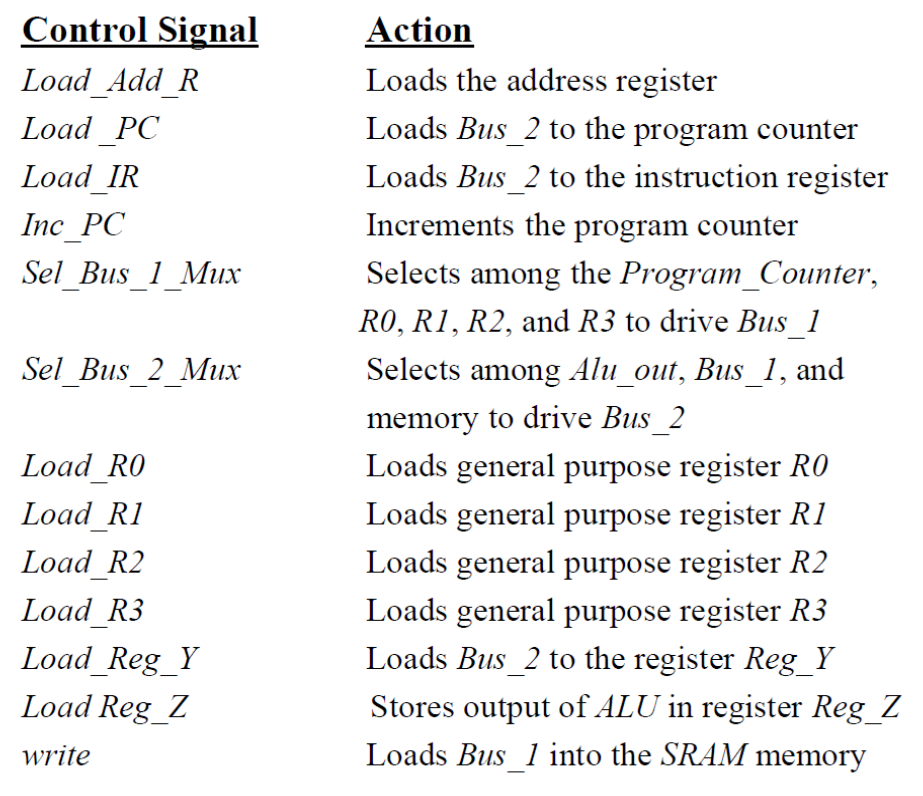 Control Signal Action
Load_Add_R Loads the address register
Load _PC Loads Bus_2 to the program counter
Load_IR Loads Bus_2 to the instruction register
Inc_PC Increments the program counter
Sel_Bus_1_Mux Selects among the Program_Counter,
R0, R1, R2, and R3 to drive Bus_1
Sel_Bus_2_Mux Selects among Alu_out, Bus_1, and
memory to drive Bus_2
Load_R0 Loads general purpose register R0
Load_R1 Loads general purpose register R1
Load_R2 Loads general purpose register R2
Load_R3 Loads general purpose register R3
Load_Reg_Y Loads Bus_2 to the register Reg_Y
Load Reg_Z Stores output of ALU in register Reg_Z
write Loads Bus_1 into the SRAM memory